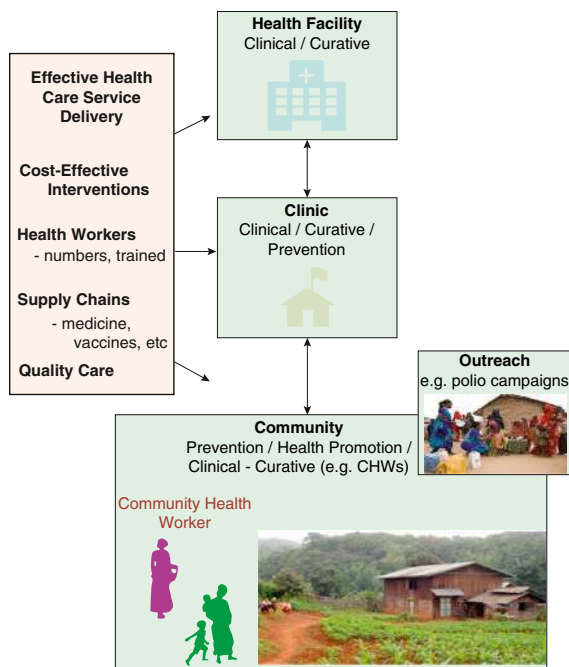 Health Facility
Clinical / Curative
Effective Health
Care Service
Delivery
Cost-Effective
Interventions
Health Workers
- numbers, trained
Supply Chains
- medicine,
vaccines, etc
Quality Care
Clinic
Clinical / Curative /
Prevention
Outreach
e.g. polio campaigns
Community
Prevention / Health Promotion /
Clinical - Curative (e.g. CHWs)
Community Health
Worker